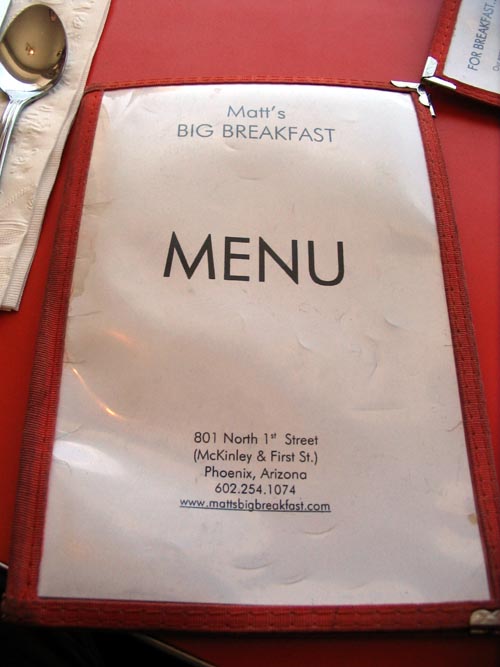 Matt's
BIG BREAKFAST
MENU
801 North 1st Street
(McKinley & First St.)
Phoenix, Arizona
602.254.1074
www.mattsbigbreakfast.com
FOR BREAKFAST